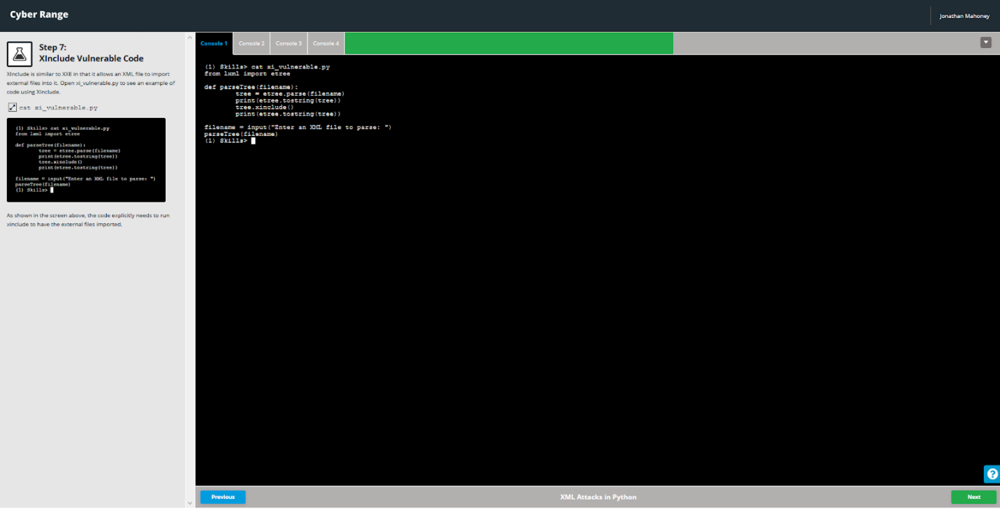 Cyber Range
Jonathan Mahoney
Step 7:
XInclude Vulnerable Code
XInclude is similar to XXE in that it allows an XML file to import
external files into it. Open xi_vulnerable.py to see an example of
code using XInclude.
cat xi_vulnerable.py
(1) Skills> cat xi_vulnerable.py
from lxml import etree
def parseTree(filename):
tree = etree.parse(filename)
print(etree.tostring(tree))
tree.xinclude()
print(etree.tostring(tree))
filename = input("Enter an XML file to parse: ")
parseTree(filename)
(1) Skills>
As shown in the screen above, the code explicitly needs to run
xinclude to have the external files imported.
Console 1
Console 2
Console 3
Console 4
(1) Skills> cat xi_vulnerable.py
from lxml import etree
def parseTree(filename):
tree = etree.parse(filename)
print(etree.tostring(tree))
tree.xinclude()
print(etree.tostring(tree))
filename = input("Enter an XML file to parse: ")
parseTree(filename)
(1) Skills>
?
Previous
XML Attacks in Python
Next